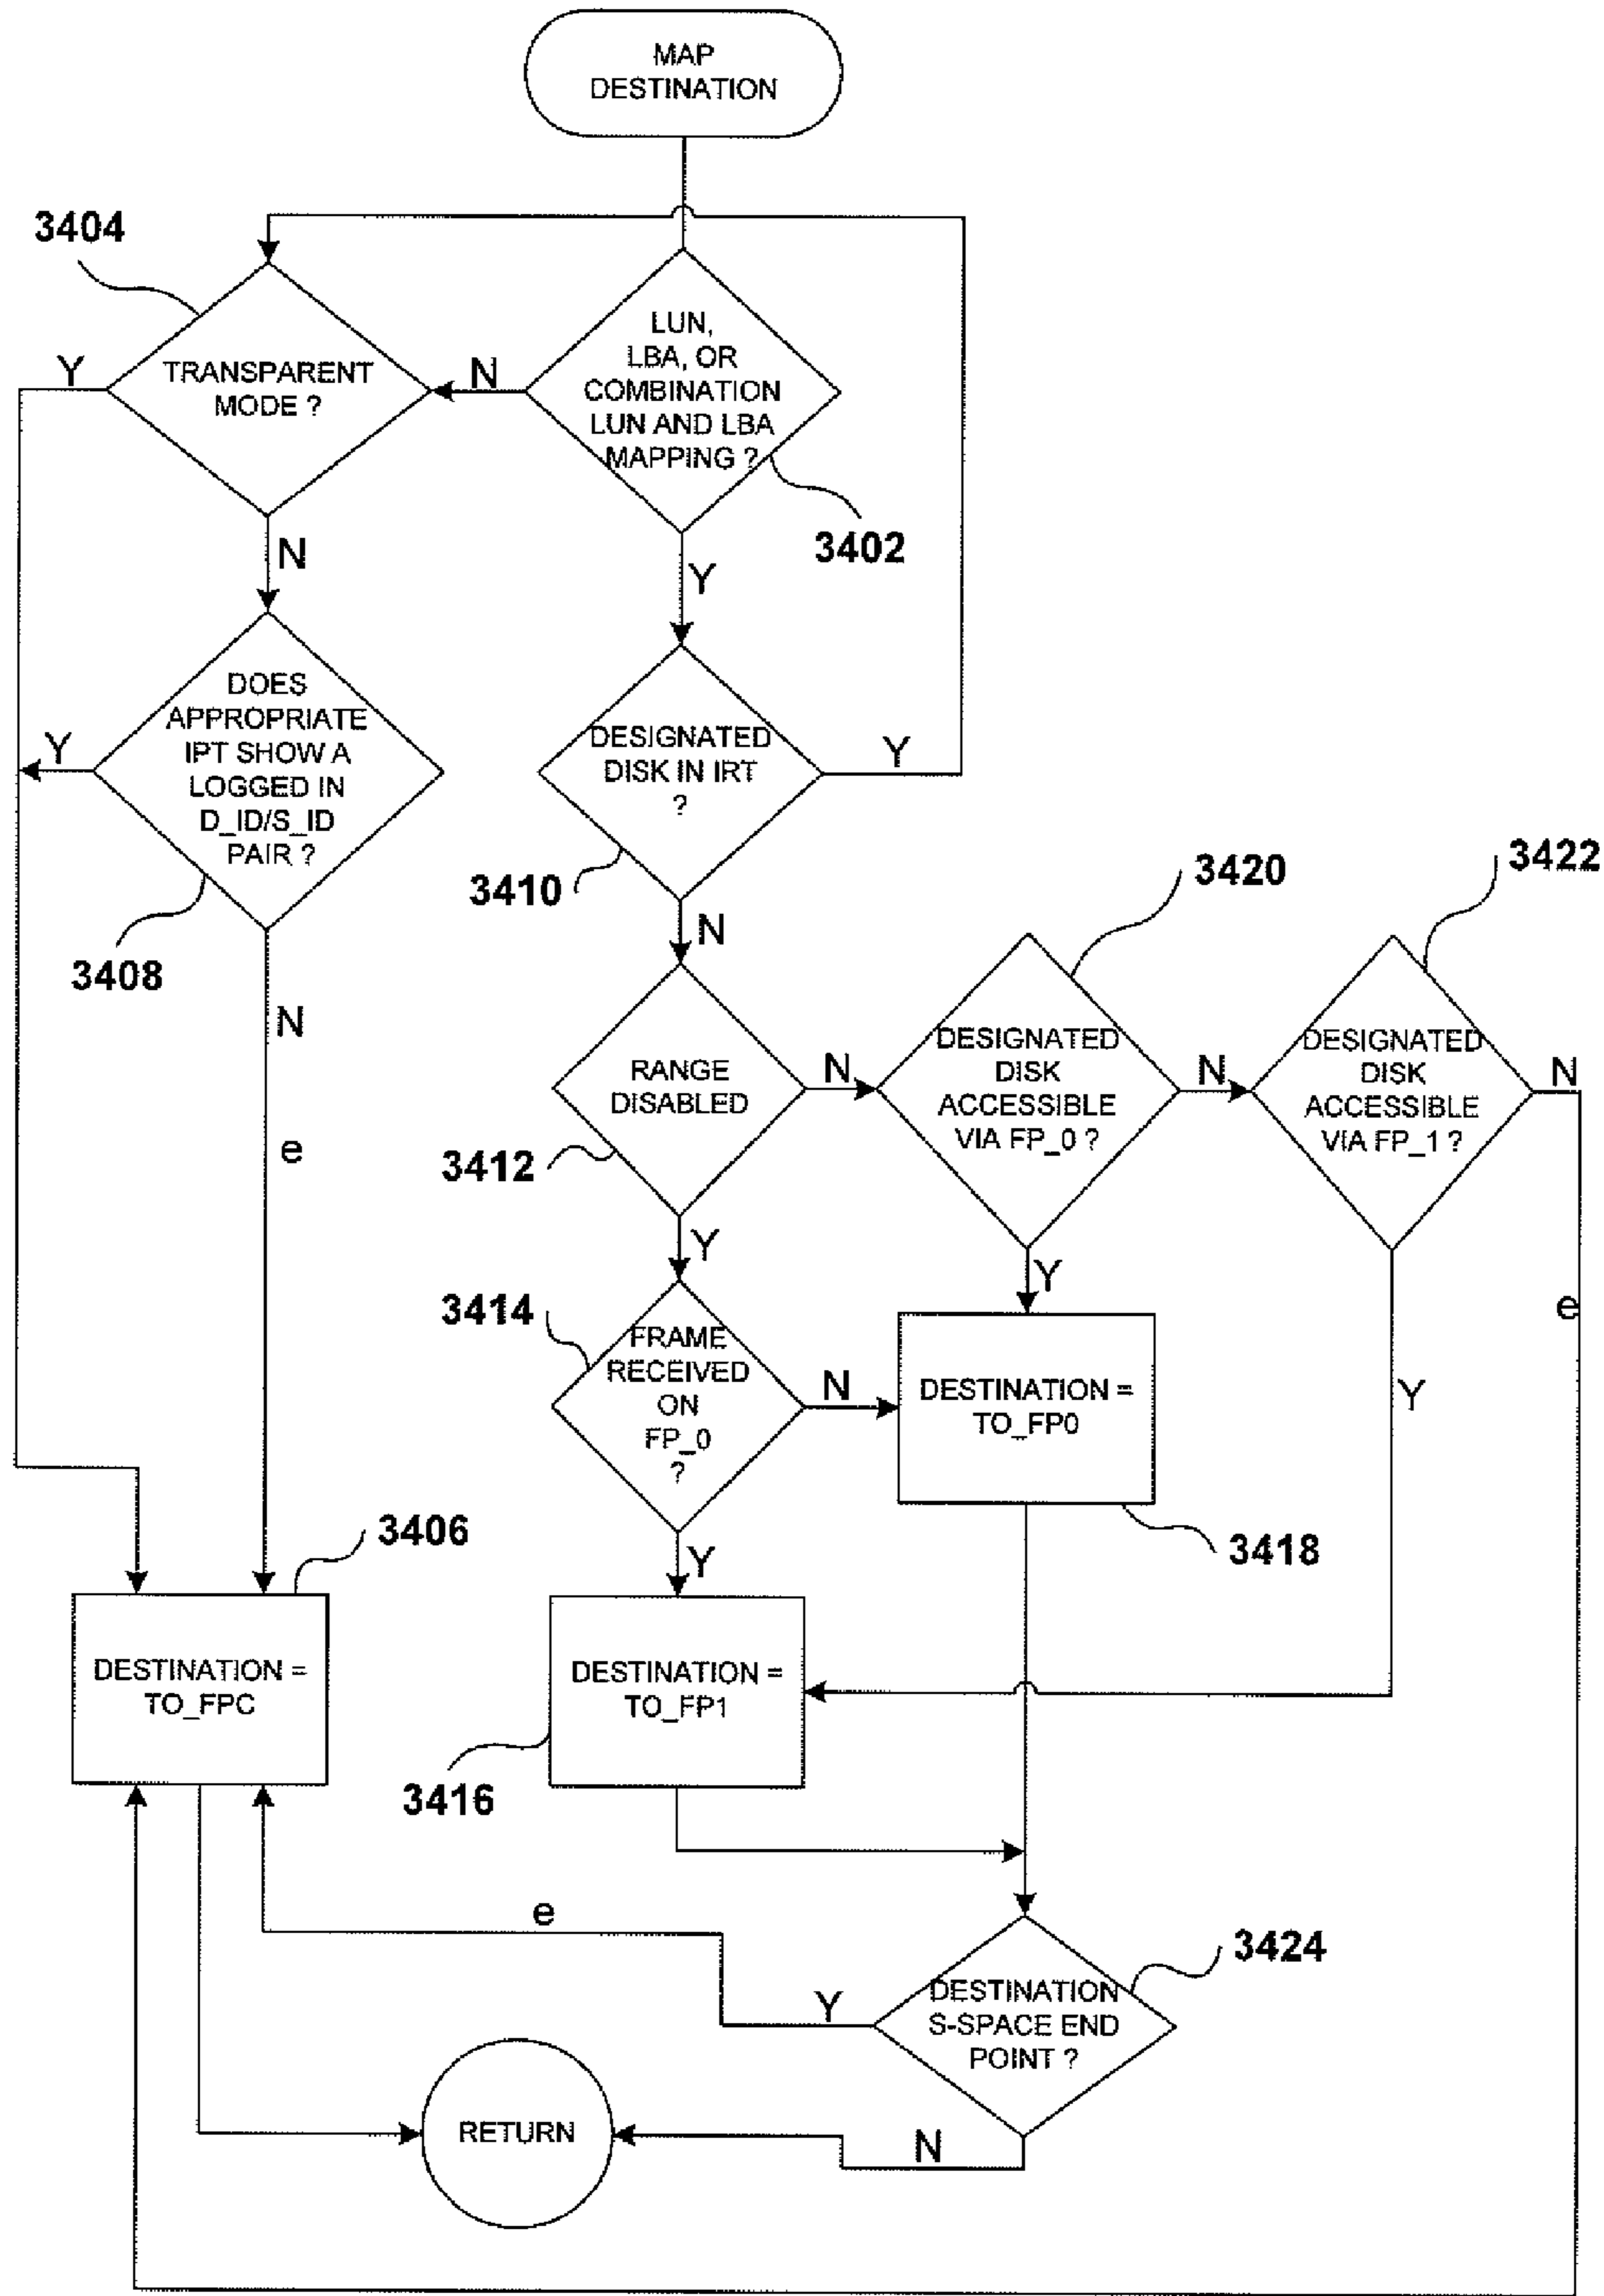 MAP
DESTINATION
3404
LUN,
LBA, OR
COMBINATION
LUN AND LBA
MAPPING ?
TRANSPARENT
MODE ?
Y
N
3402
N
Y
DOES
APPROPRIATE
IPT SHOW A
LOGGED IN
D_ID/S_ID
PAIR ?
Y
DESIGNATED
DISK IN IRT
?
Y
3410
3408
N
N
e
3420
3422
RANGE
DISABLED
N
DESIGNATED
DISK
ACCESSIBLE
VIA FP_0 ?
N
DESIGNATED
DISK
ACCESSIBLE
VIA FP_1 ?
N
3412
Y
Y
e
3414
FRAME
RECEIVED
ON
FP_0
?
N
DESTINATION =
TO_FP0
Y
3406
Y
3418
DESTINATION =
TO_FPC
DESTINATION =
TO_FP1
3416
e
3424
Y
DESTINATION
S-SPACE END
POINT ?
RETURN
N